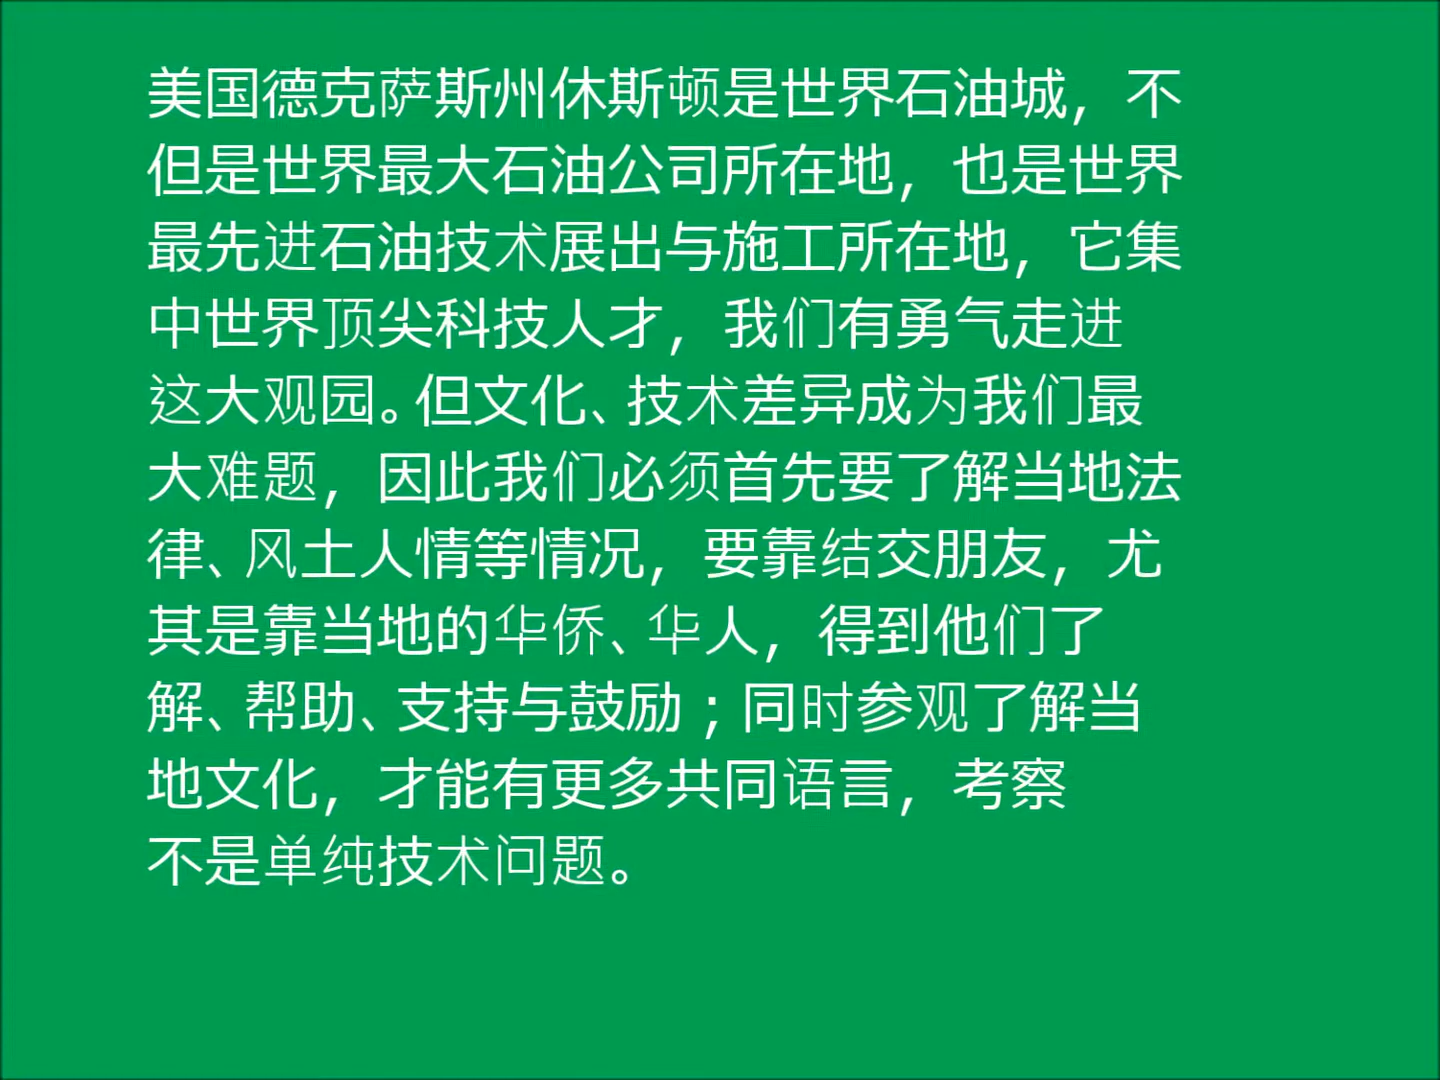 美国德克萨斯州休斯顿是世界石油城，不
但是世界最大石油公司所在地，也是世界
最先进石油技术展出与施工所在地，它集
中世界顶尖科技人才，我们有勇气走进
这大观园。但文化、技术差异成为我们最
大难题，因此我们必须首先要了解当地法
律、风土人情等情况，要靠结交朋友，尤
其是靠当地的华侨、华人，得到他们了
解、帮助、支持与鼓励；同时参观了解当
地文化，才能有更多共同语言，考察
不是单纯技术问题。